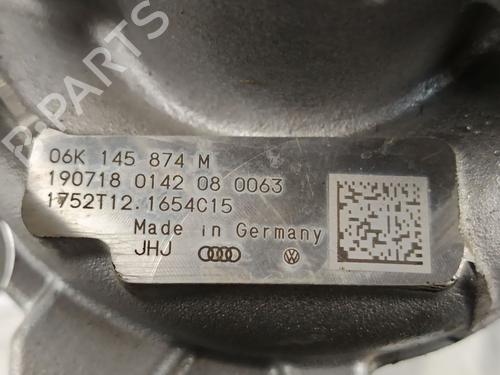 06K 145 874 M
190718 0142 08 0063
1752T12.1654C15
Made in Germany
JHJ
B-PARTS